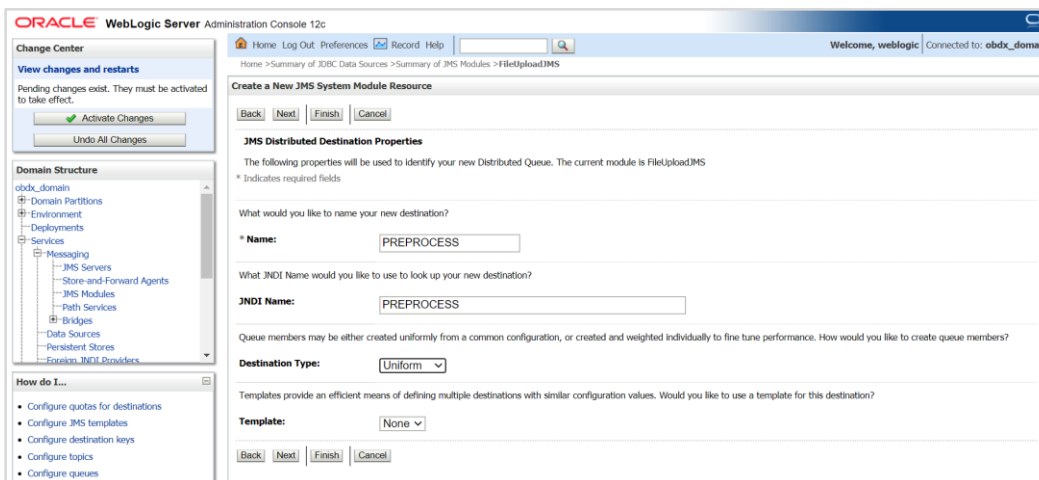 ORACLE WebLogic Server Administration Console 12c
Change Center
View changes and restarts
Pending changes exist. They must be activated
to take effect.
Activate Changes
Undo All Changes
Domain Structure
obdx_domain
Domain Partitions
Environment
Deployments
Services
Messaging
JMS Servers
Store-and-Forward Agents
JMS Modules
Path Services
Bridges
Data Sources
Persistent Stores
Foreign JNDI Providers
How do I...
Configure quotas for destinations
Configure JMS templates
Configure destination keys
Configure topics
Configure queues
Home Log Out Preferences Record Help
Welcome, weblogic Connected to: obdx_doma
Home >Summary of JDBC Data Sources >Summary of JMS Modules >FileUploadJMS
Create a New JMS System Module Resource
Back Next Finish Cancel
JMS Distributed Destination Properties
The following properties will be used to identify your new Distributed Queue. The current module is FileUploadJMS
* Indicates required fields
What would you like to name your new destination?
* Name: PREPROCESS
What JNDI Name would you like to use to look up your new destination?
JNDI Name: PREPROCESS
Queue members may be either created uniformly from a common configuration, or created and weighted individually to fine tune performance. How would you like to create queue members?
Destination Type: Uniform
Templates provide an efficient means of defining multiple destinations with similar configuration values. Would you like to use a template for this destination?
Template: None
Back Next Finish Cancel